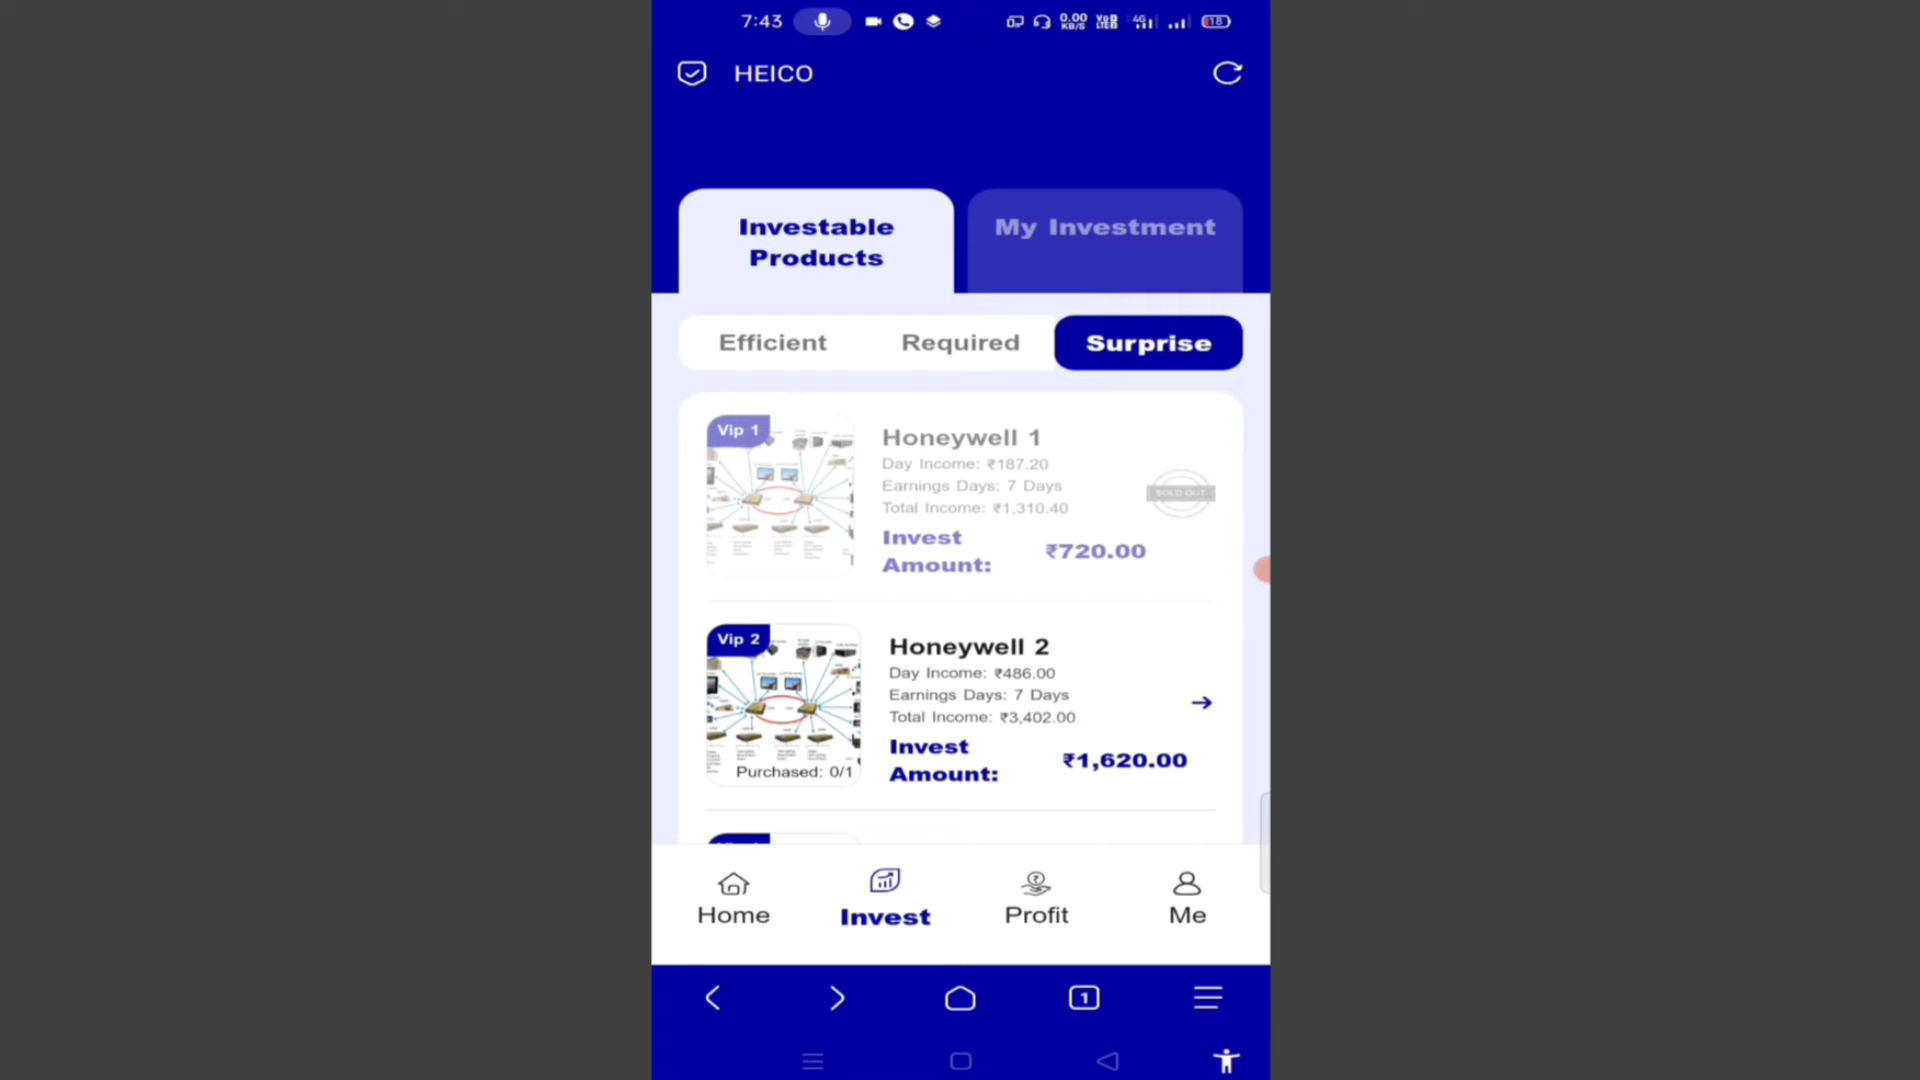 7:43
0.00
KB/S
4G
18
HEICO
Investable
Products
My Investment
Efficient
Required
Surprise
Vip 1
Honeywell 1
Day Income: ₹187.20
Earnings Days: 7 Days
Total Income: ₹1,310.40
SOLD OUT
Invest
Amount:
₹720.00
Vip 2
Honeywell 2
Day Income: ₹486.00
Earnings Days: 7 Days
Total Income: ₹3,402.00
Purchased: 0/1
Invest
Amount:
₹1,620.00
Home
Invest
Profit
Me
1